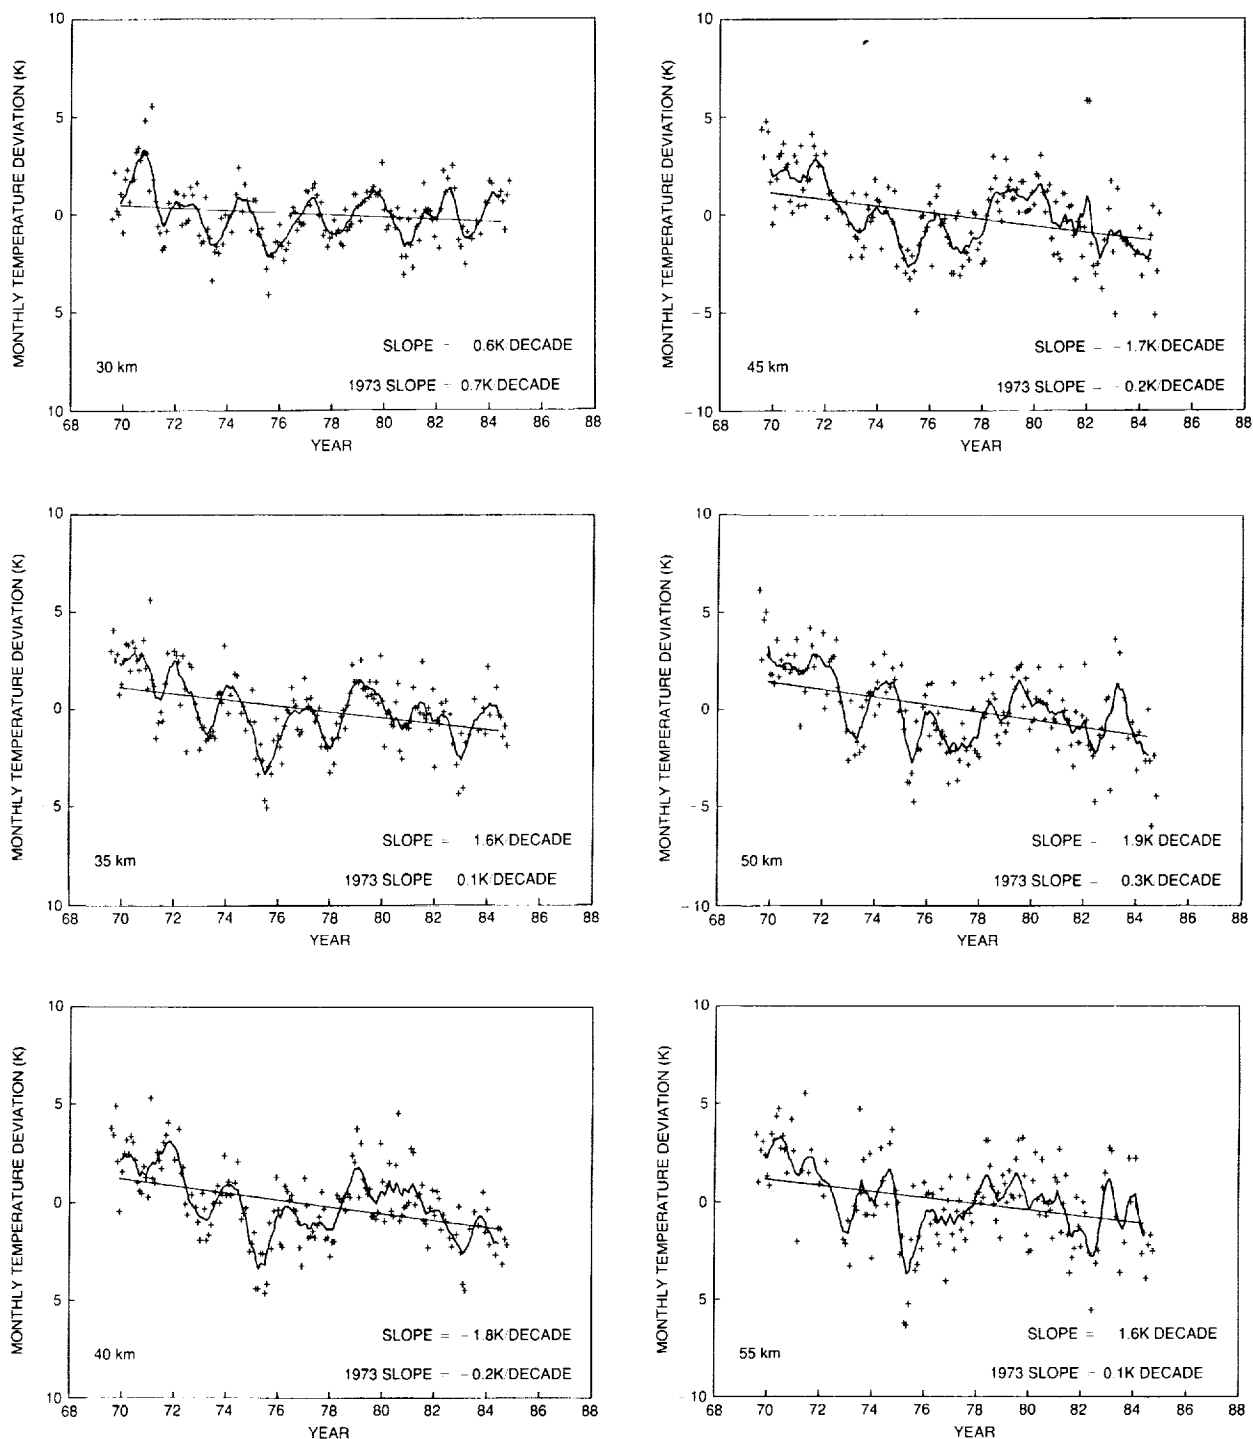 10
5
0
5
10
MONTHLY TEMPERATURE DEVIATION (K)
30 km
SLOPE - 0.6K/DECADE
1973 SLOPE = 0.7K/DECADE
68 70 72 74 76 78 80 82 84 86 88
YEAR
10
5
0
-5
-10
MONTHLY TEMPERATURE DEVIATION (K)
45 km
SLOPE - -1.7K/DECADE
1973 SLOPE - -0.2K/DECADE
68 70 72 74 76 78 80 82 84 86 88
YEAR
10
5
0
5
10
MONTHLY TEMPERATURE DEVIATION (K)
35 km
SLOPE = 1.6K/DECADE
1973 SLOPE 0.1K/DECADE
68 70 72 74 76 78 80 82 84 86 88
YEAR
10
5
0
-5
-10
MONTHLY TEMPERATURE DEVIATION (K)
50 km
SLOPE - 1.9K/DECADE
1973 SLOPE - 0.3K DECADE
68 70 72 74 76 78 80 82 84 86 88
YEAR
10
5
0
5
10
MONTHLY TEMPERATURE DEVIATION (K)
40 km
SLOPE = -1.8K/DECADE
1973 SLOPE = -0.2K/DECADE
68 70 72 74 76 78 80 82 84 86 88
YEAR
10
5
0
5
10
MONTHLY TEMPERATURE DEVIATION (K)
55 km
SLOPE = 1.6K DECADE
1973 SLOPE - 0.1K DECADE
68 70 72 74 76 78 80 82 84 86 88
YEAR